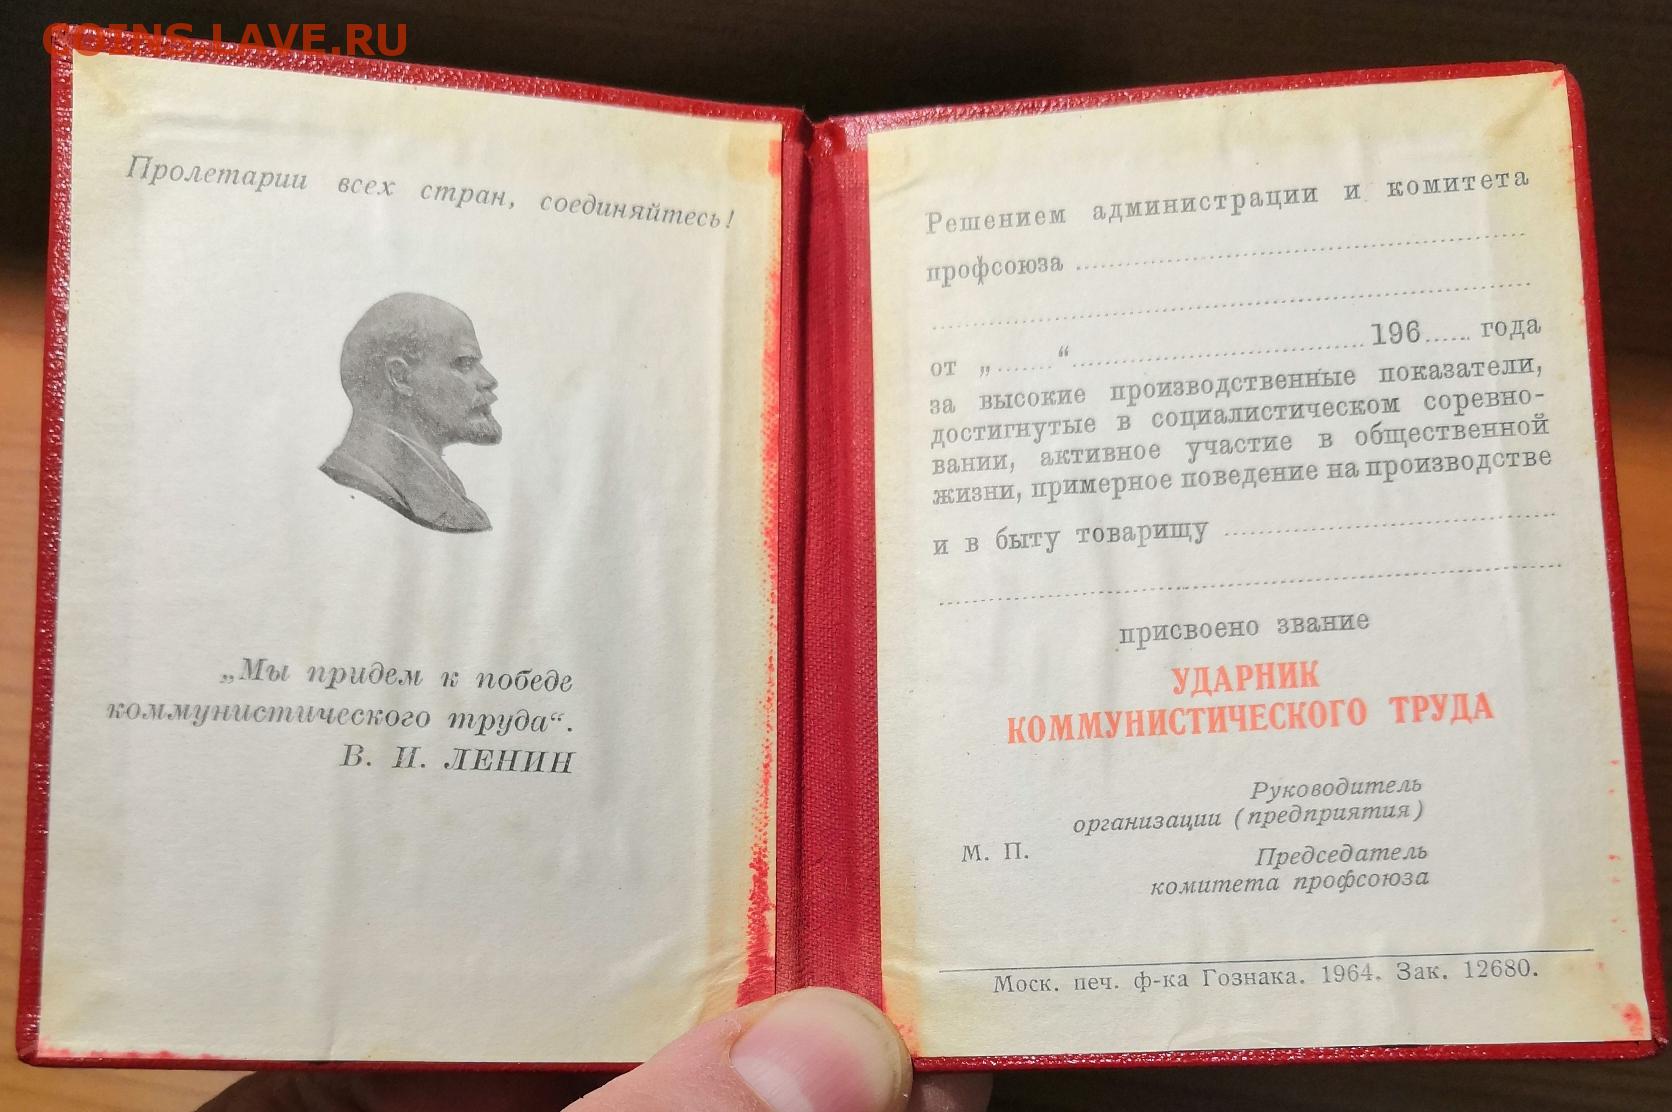 COINS.LAVE.RU
Пролетарии всех стран, соединяйтесь!
„Мы придем к победе
коммунистического труда“.
В. И. ЛЕНИН
Решением администрации и комитета
профсоюза ........................................
........................................
от „.......“........................................196...... года
за высокие производственные показатели,
достигнутые в социалистическом соревно-
вании, активное участие в общественной
жизни, примерное поведение на производстве
и в быту товарищу ........................................
........................................
присвоено звание
УДАРНИК
КОММУНИСТИЧЕСКОГО ТРУДА
Руководитель
организации (предприятия)
М. П.
Председатель
комитета профсоюза
Моск. печ. ф-ка Гознака. 1964. Зак. 12680.